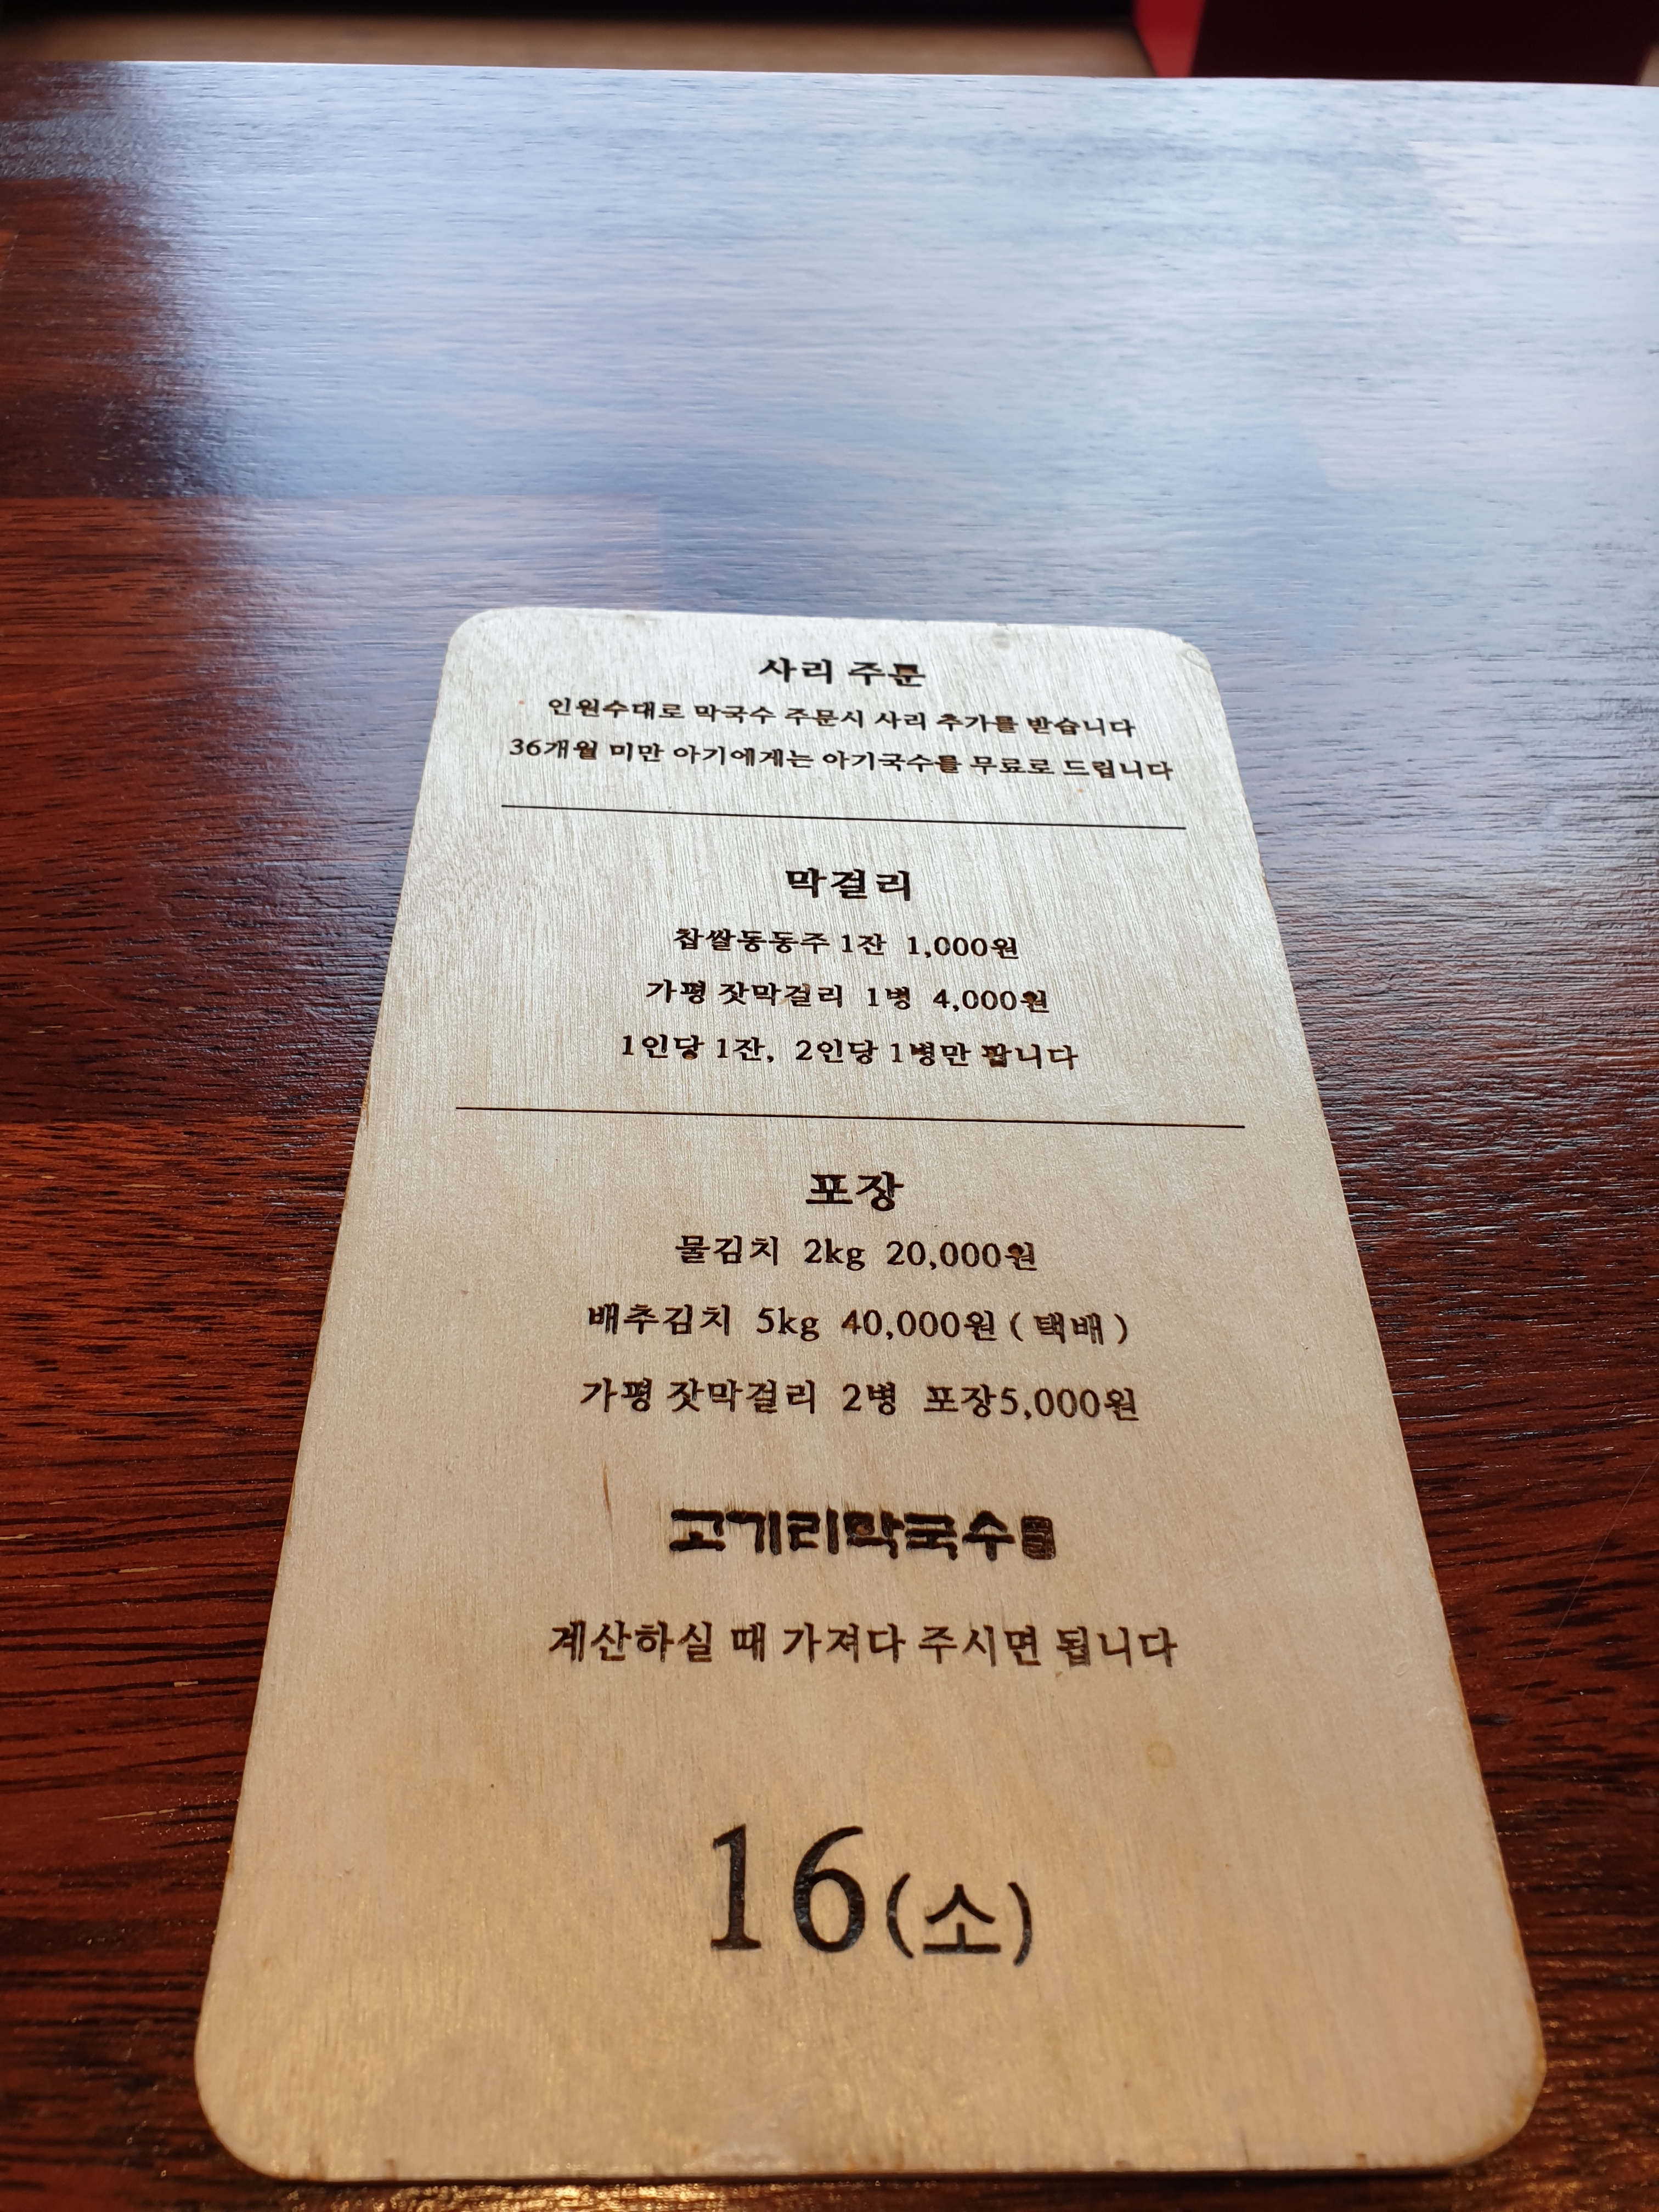 사리 주문
인원수대로 막국수 주문시 사리 추가를 받습니다
36개월 미만 아기에게는 아기국수를 무료로 드립니다
막걸리
찹쌀동동주 1잔 1,000원
가평 잣막걸리 1병 4,000원
1인당 1잔, 2인당 1병만 팝니다
포장
물김치 2kg 20,000원
배추김치 5kg 40,000원 ( 택배 )
가평 잣막걸리 2병 포장5,000원
고기리막국수
계산하실 때 가져다 주시면 됩니다
16(소)